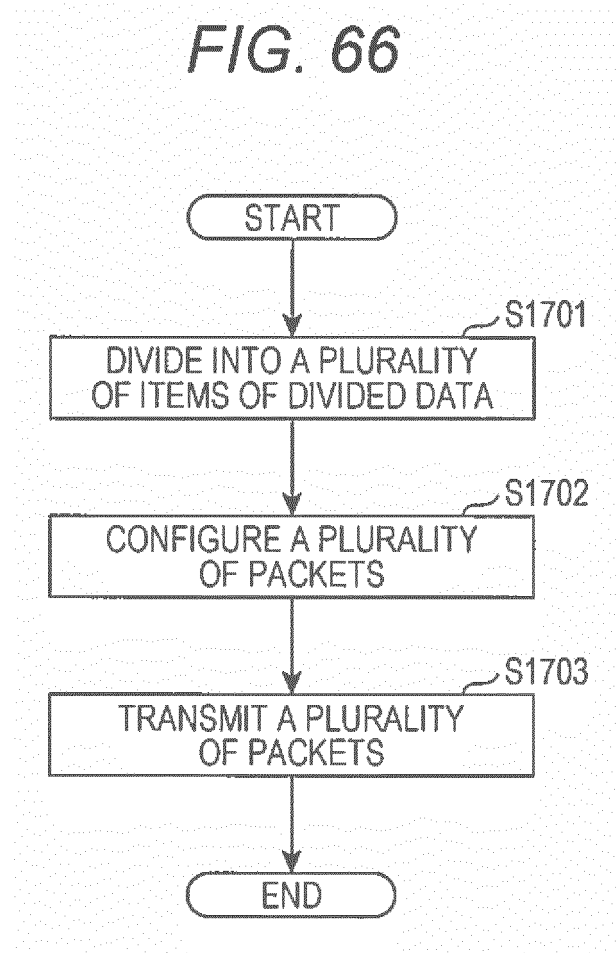 FIG. 66
START
S1701
DIVIDE INTO A PLURALITY
OF ITEMS OF DIVIDED DATA
S1702
CONFIGURE A PLURALITY
OF PACKETS
S1703
TRANSMIT A PLURALITY
OF PACKETS
END